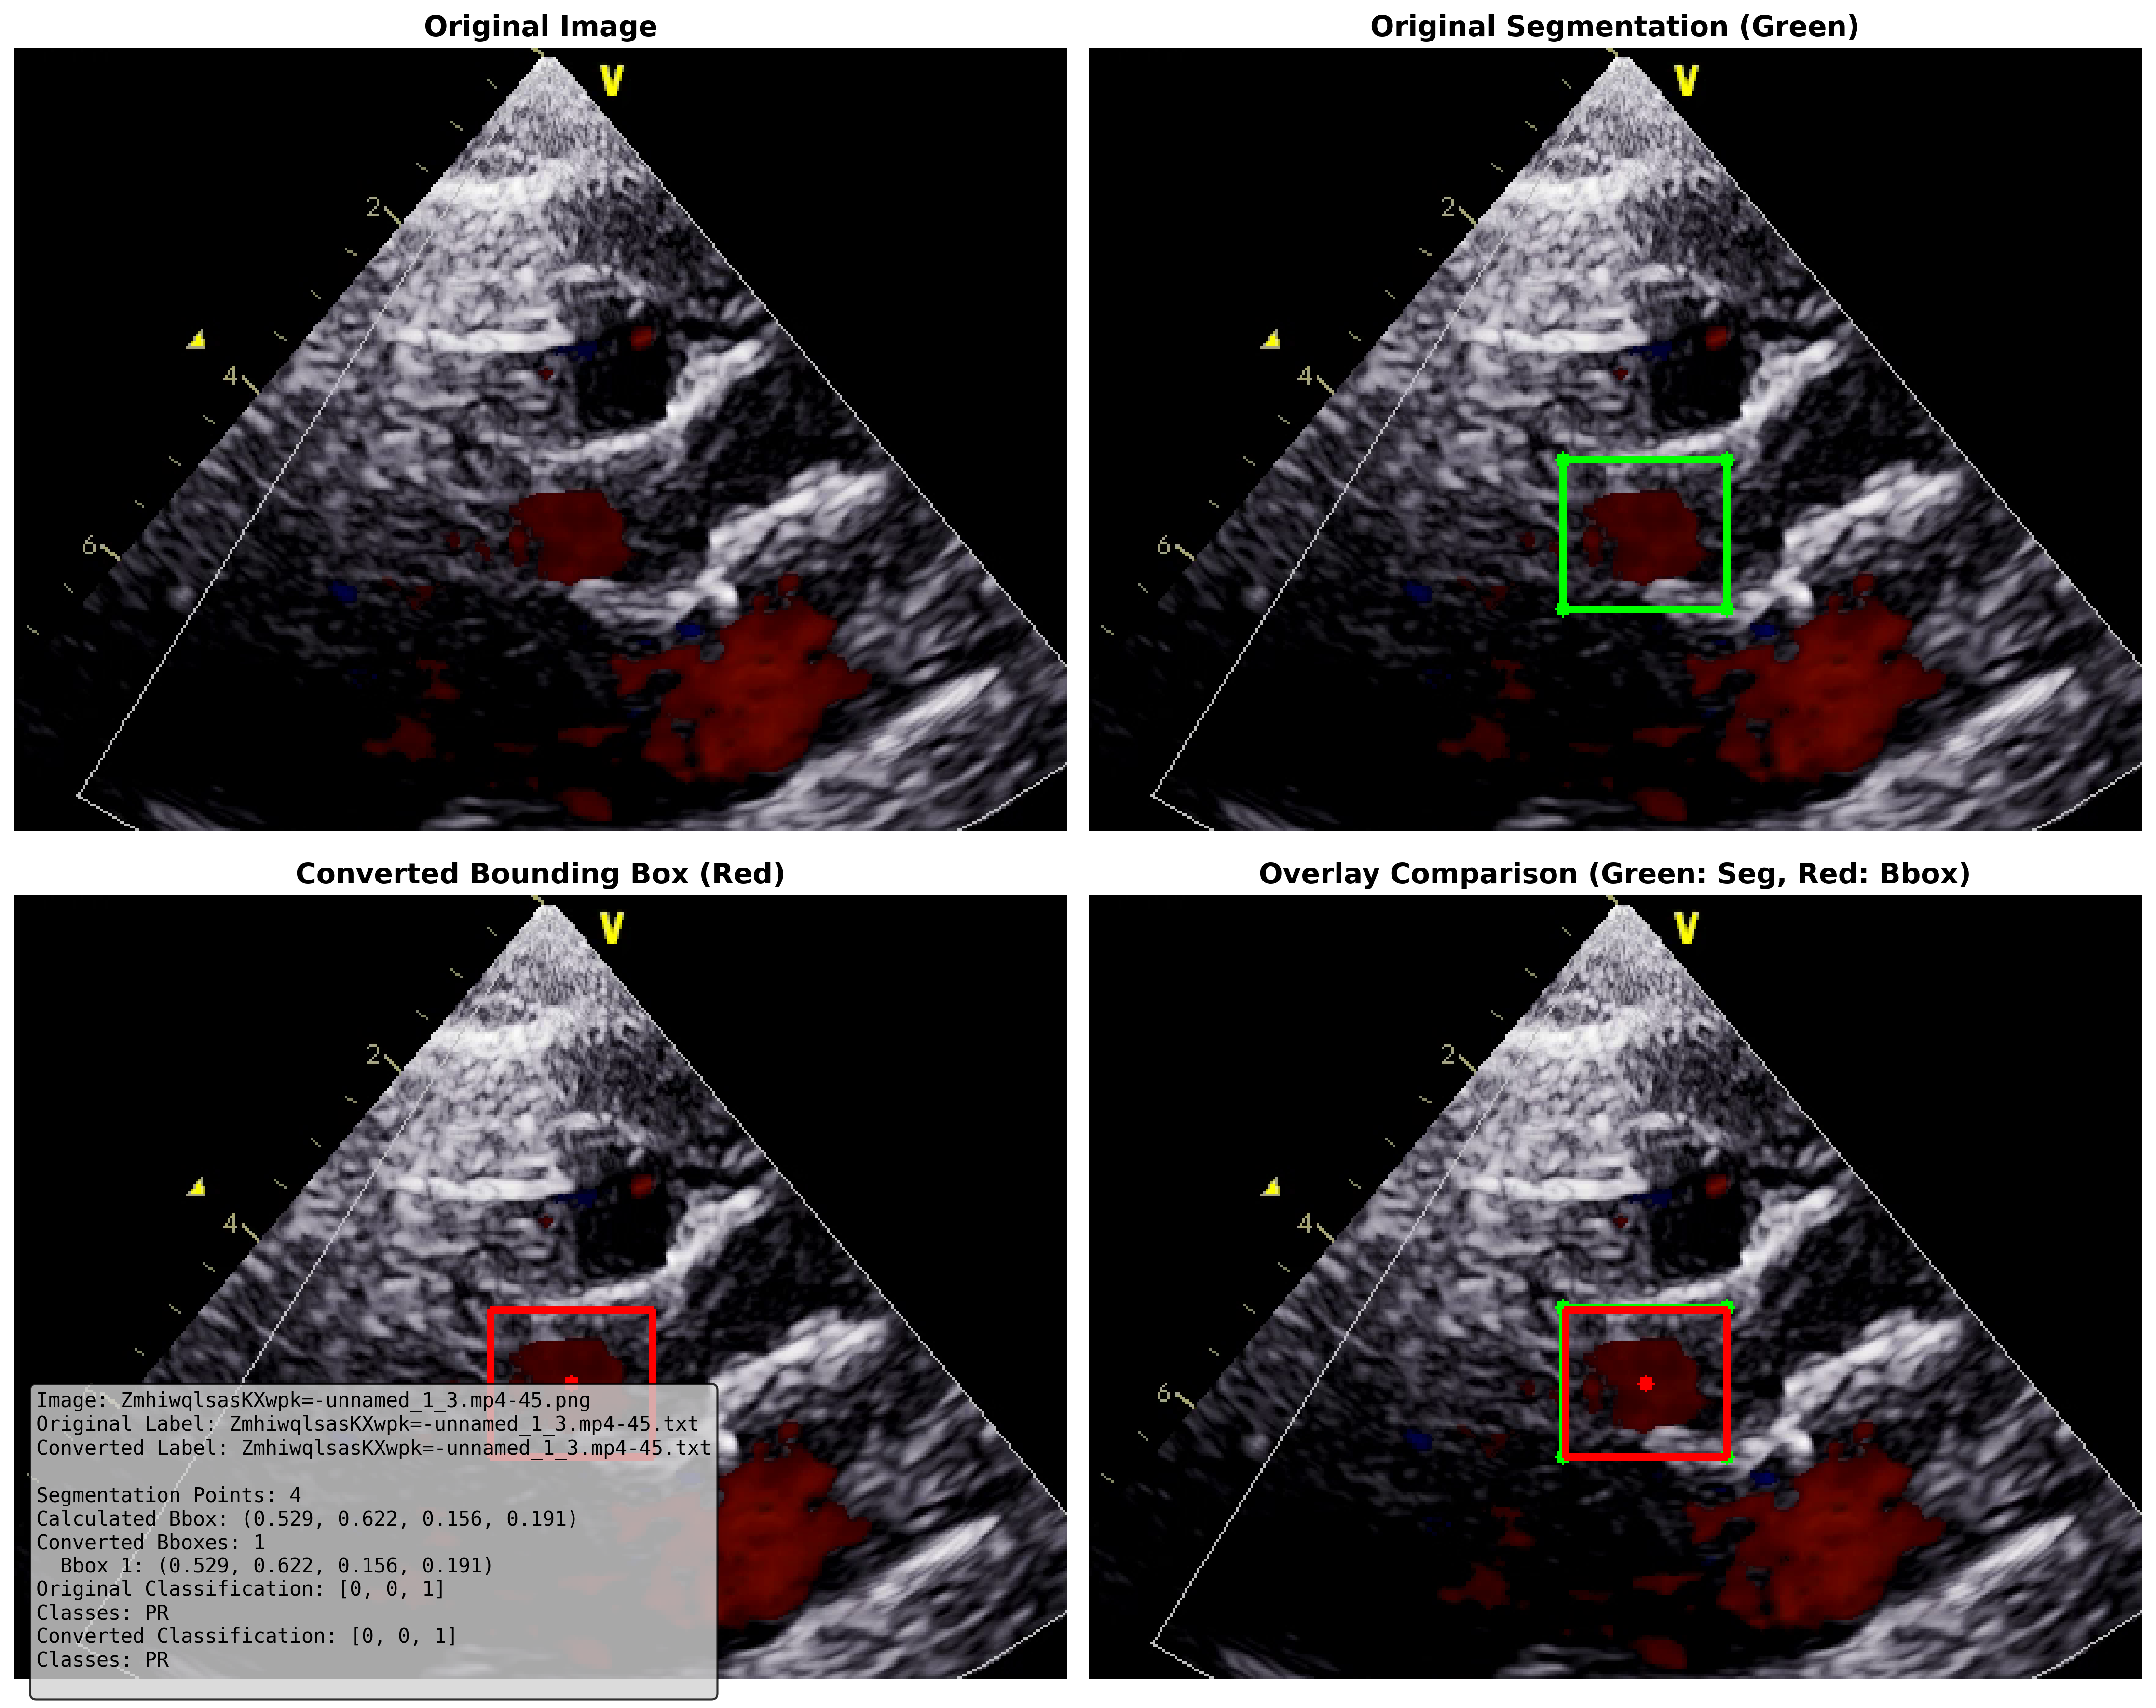 Original Image
Original Segmentation (Green)
V
2
4
6
V
2
4
6
Converted Bounding Box (Red)
Overlay Comparison (Green: Seg, Red: Bbox)
V
2
4
V
2
4
6
Image: ZmhiwqlsasKXwpk=-unnamed_1_3.mp4-45.png
Original Label: ZmhiwqlsasKXwpk=-unnamed_1_3.mp4-45.txt
Converted Label: ZmhiwqlsasKXwpk=-unnamed_1_3.mp4-45.txt
Segmentation Points: 4
Calculated Bbox: (0.529, 0.622, 0.156, 0.191)
Converted Bboxes: 1
Bbox 1: (0.529, 0.622, 0.156, 0.191)
Original Classification: [0, 0, 1]
Classes: PR
Converted Classification: [0, 0, 1]
Classes: PR